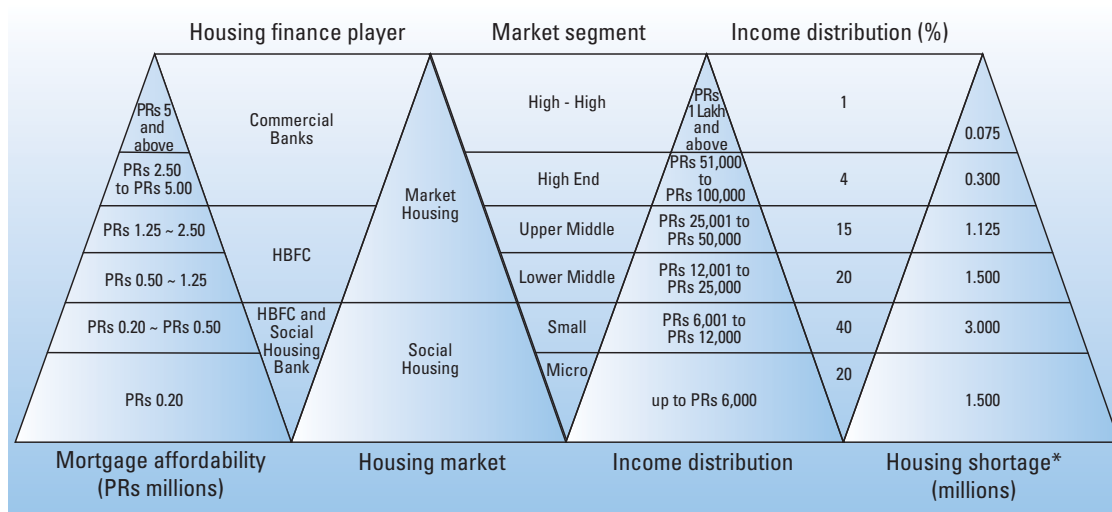 Housing finance player
Market segment
Income distribution (%)
PRs 5
and
above
Commercial
Banks
High - High
PRs
1 Lakh
and
above
1
0.075
PRs 2.50
to PRs 5.00
Market
Housing
High End
PRs 51,000
to
PRs 100,000
4
0.300
PRs 1.25 ~ 2.50
HBFC
Upper Middle
PRs 25,001 to
PRs 50,000
15
1.125
PRs 0.50 ~ 1.25
Lower Middle
PRs 12,001 to
PRs 25,000
20
1.500
PRs 0.20 ~ PRs 0.50
HBFC and
Social
Housing
Bank
Social
Housing
Small
PRs 6,001 to
PRs 12,000
40
3.000
PRs 0.20
Micro
up to PRs 6,000
20
1.500
Mortgage affordability
(PRs millions)
Housing market
Income distribution
Housing shortage*
(millions)